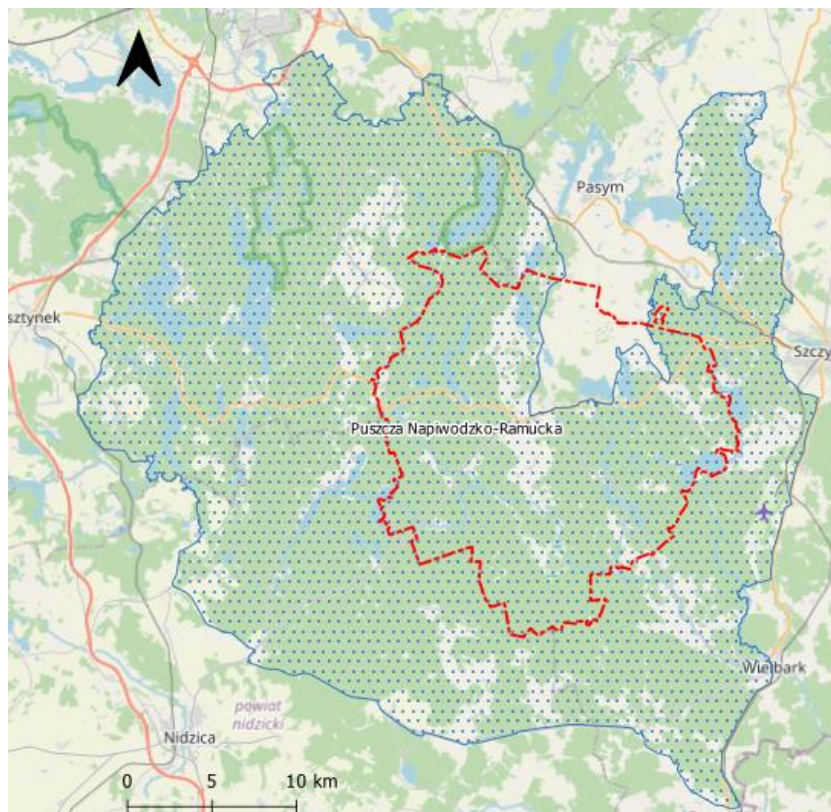 Pasym
sztynek
Szczy
Puszcza Napiwodzko-Ramucka
Wielbark
powiat
nidzicki
Nidzica
0 5 10 km